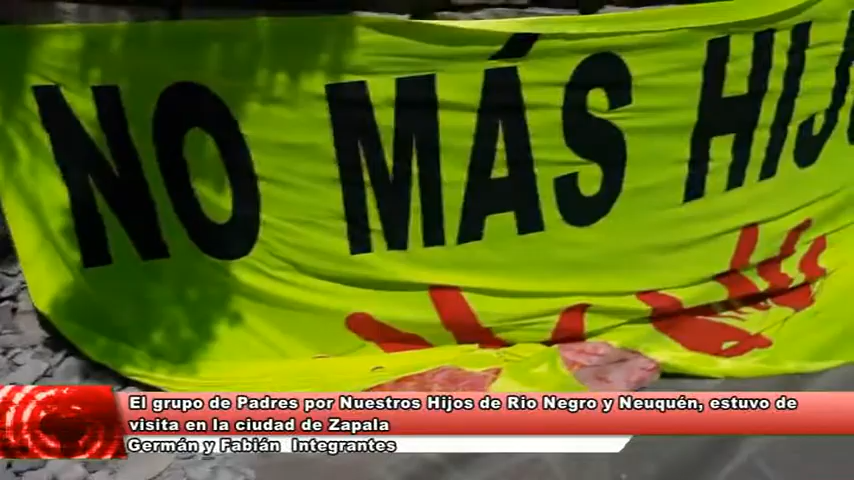 NO MÁS HIJ
El grupo de Padres por Nuestros Hijos de Rio Negro y Neuquén, estuvo de
visita en la ciudad de Zapala
Germán y Fabián Integrantes